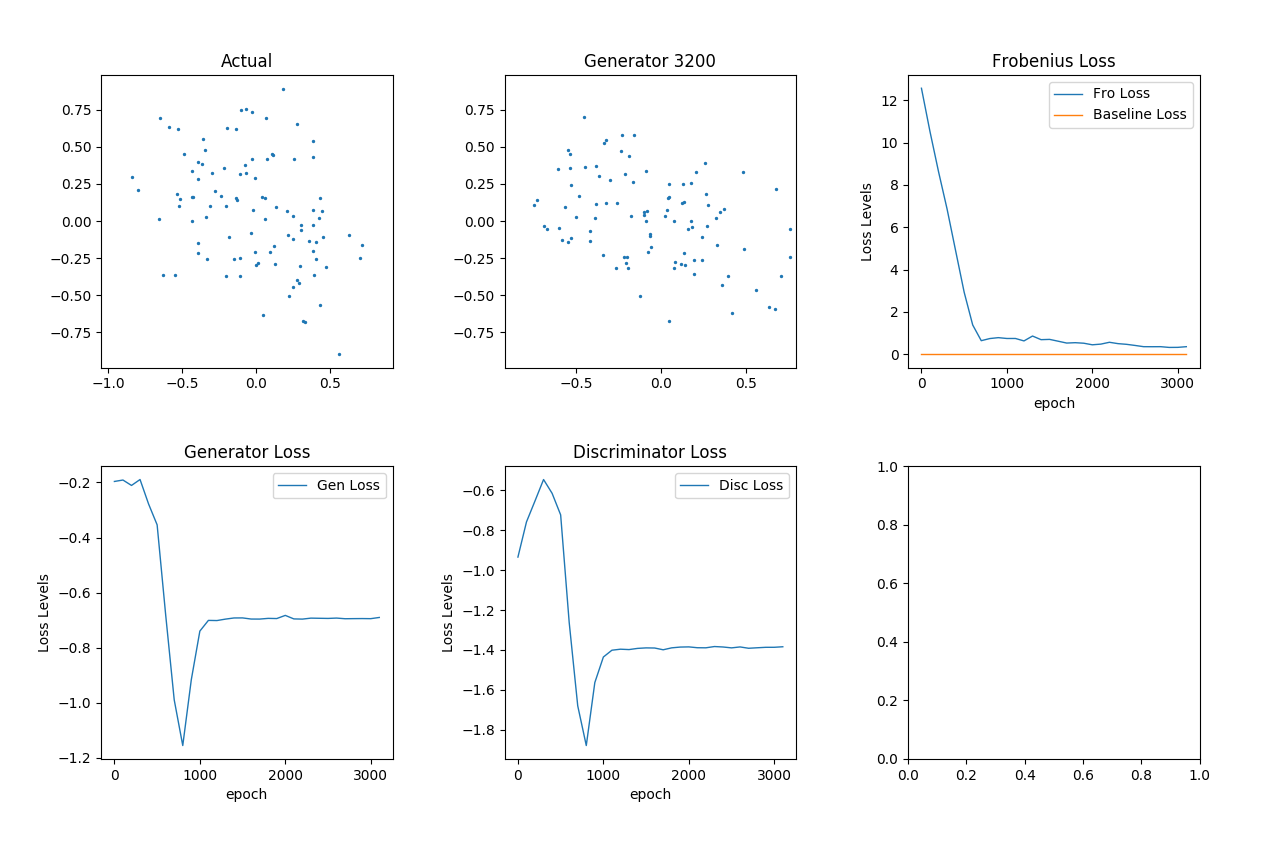 Actual
0.75
0.50
0.25
0.00
−0.25
−0.50
−0.75
−1.0 −0.5 0.0 0.5
Generator 3200
0.75
0.50
0.25
0.00
−0.25
−0.50
−0.75
−0.5 0.0 0.5
Frobenius Loss
Fro Loss
Baseline Loss
Loss Levels
12
10
8
6
4
2
0
0 1000 2000 3000
epoch
Generator Loss
Gen Loss
Loss Levels
−0.2
−0.4
−0.6
−0.8
−1.0
−1.2
0 1000 2000 3000
epoch
Discriminator Loss
Disc Loss
Loss Levels
−0.6
−0.8
−1.0
−1.2
−1.4
−1.6
−1.8
0 1000 2000 3000
epoch
1.0
0.8
0.6
0.4
0.2
0.0
0.0 0.2 0.4 0.6 0.8 1.0